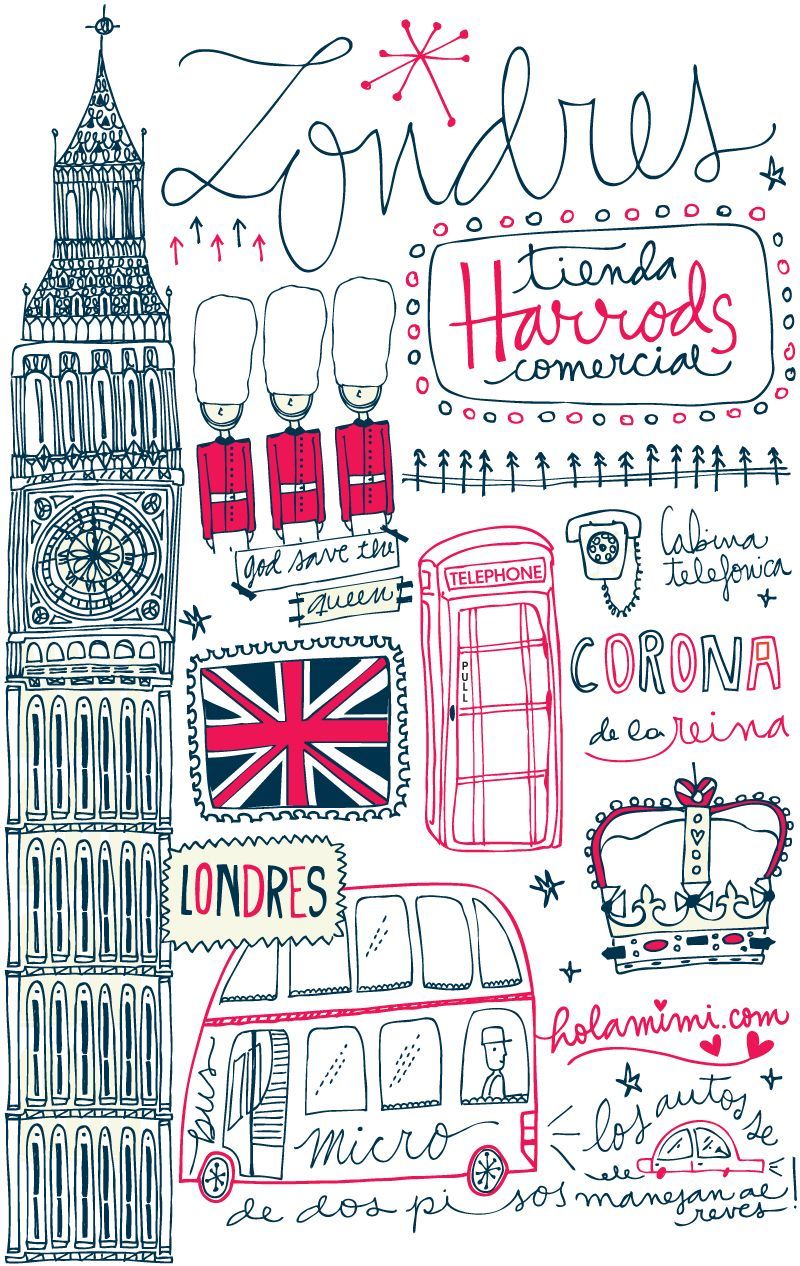 Londres
tienda
Harrods
comercial
god save the
queen
TELEPHONE
PULL
Cabina
telefonica
CORONA
de la reina
LONDRES
holamimi.com
bus
micro
de dos pisos
los autos se
manejan al
reves!